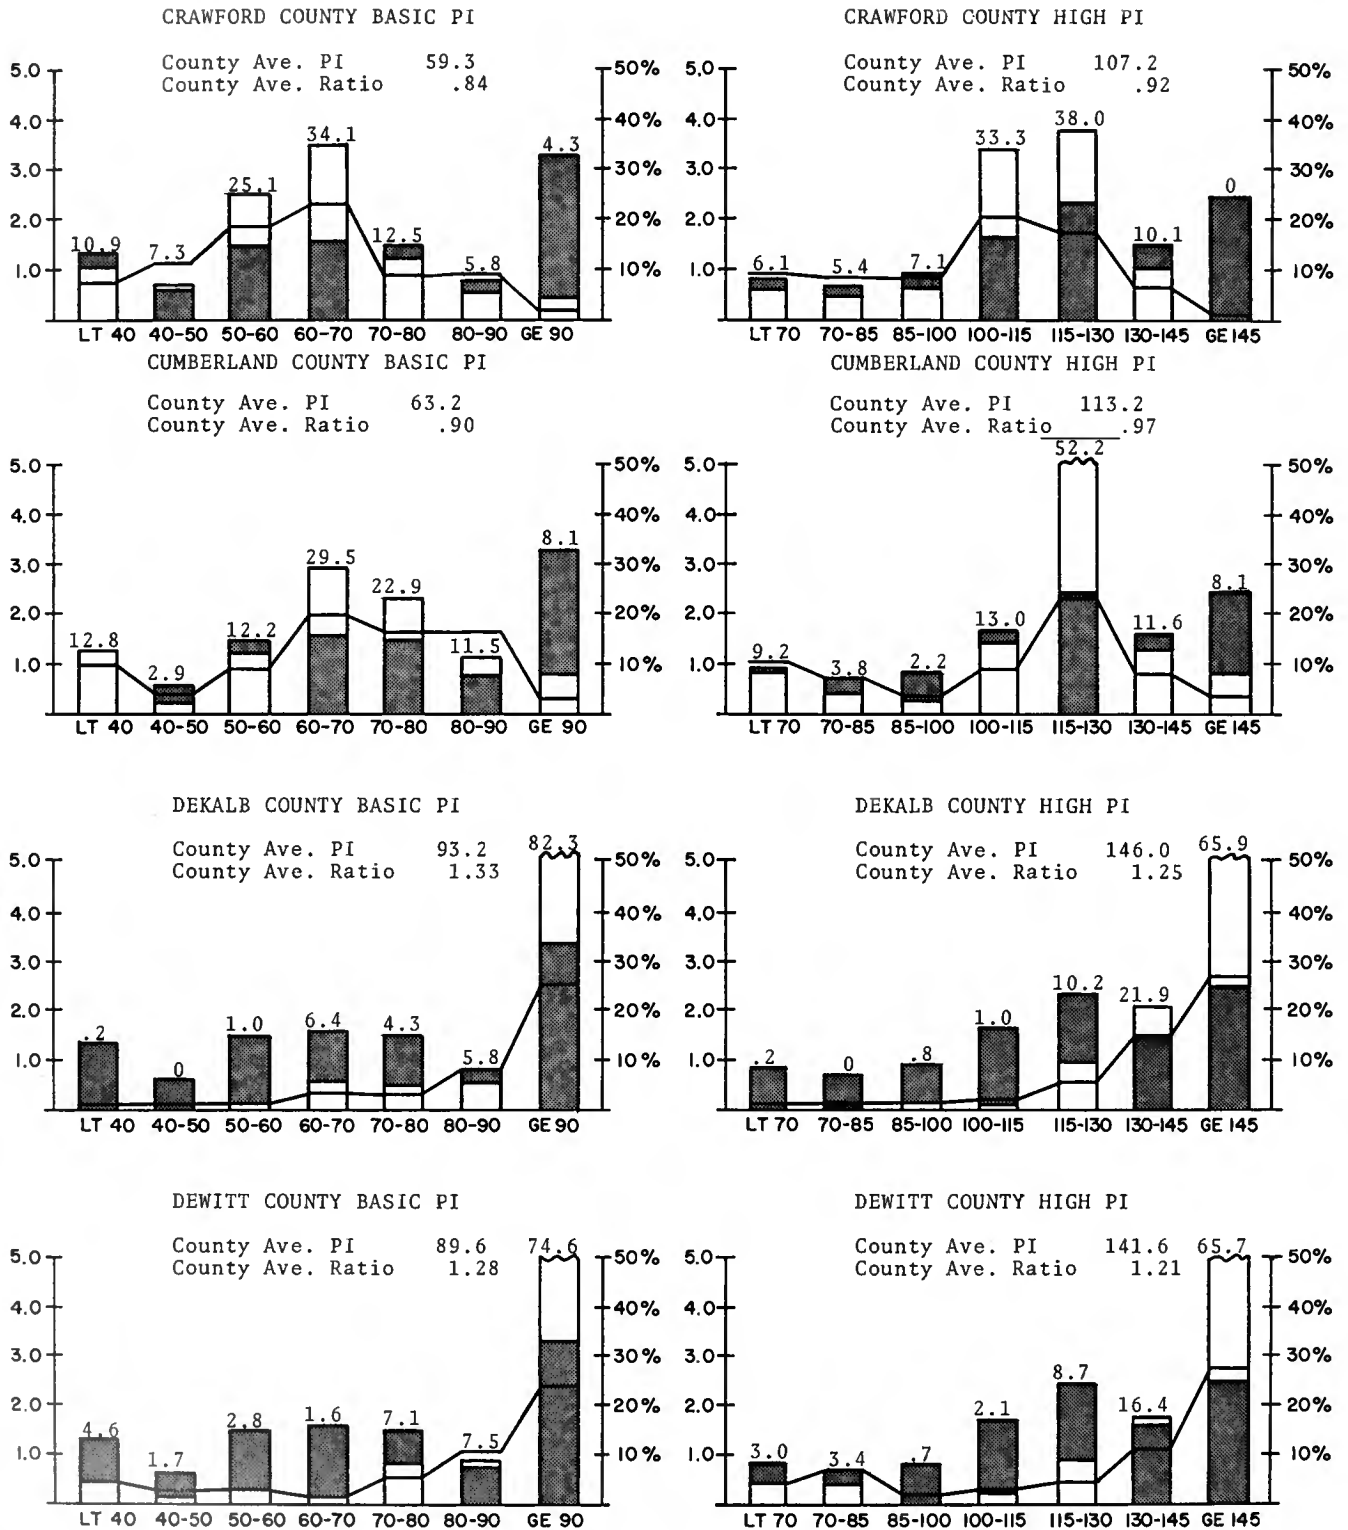 CRAWFORD COUNTY BASIC PI
County Ave. PI 59.3
County Ave. Ratio .84
5.0
4.0
3.0
2.0
1.0
50%
40%
30%
20%
10%
10.9 7.3 25.1 34.1 12.5 5.8 4.3
LT 40 40-50 50-60 60-70 70-80 80-90 GE 90
CRAWFORD COUNTY HIGH PI
County Ave. PI 107.2
County Ave. Ratio .92
5.0
4.0
3.0
2.0
1.0
50%
40%
30%
20%
10%
6.1 5.4 7.1 33.3 38.0 10.1 0
LT 70 70-85 85-100 100-115 115-130 130-145 GE 145
CUMBERLAND COUNTY BASIC PI
County Ave. PI 63.2
County Ave. Ratio .90
5.0
4.0
3.0
2.0
1.0
50%
40%
30%
20%
10%
12.8 2.9 12.2 29.5 22.9 11.5 8.1
LT 40 40-50 50-60 60-70 70-80 80-90 GE 90
CUMBERLAND COUNTY HIGH PI
County Ave. PI 113.2
County Ave. Ratio .97
5.0
4.0
3.0
2.0
1.0
50%
40%
30%
20%
10%
9.2 3.8 2.2 13.0 52.2 11.6 8.1
LT 70 70-85 85-100 100-115 115-130 130-145 GE 145
DEKALB COUNTY BASIC PI
County Ave. PI 93.2
County Ave. Ratio 1.33
5.0
4.0
3.0
2.0
1.0
50%
40%
30%
20%
10%
.2 0 1.0 6.4 4.3 5.8 82.3
LT 40 40-50 50-60 60-70 70-80 80-90 GE 90
DEKALB COUNTY HIGH PI
County Ave. PI 146.0
County Ave. Ratio 1.25
5.0
4.0
3.0
2.0
1.0
50%
40%
30%
20%
10%
.2 0 .8 1.0 10.2 21.9 65.9
LT 70 70-85 85-100 100-115 115-130 130-145 GE 145
DEWITT COUNTY BASIC PI
County Ave. PI 89.6
County Ave. Ratio 1.28
5.0
4.0
3.0
2.0
1.0
50%
40%
30%
20%
10%
4.6 1.7 2.8 1.6 7.1 7.5 74.6
LT 40 40-50 50-60 60-70 70-80 80-90 GE 90
DEWITT COUNTY HIGH PI
County Ave. PI 141.6
County Ave. Ratio 1.21
5.0
4.0
3.0
2.0
1.0
50%
40%
30%
20%
10%
3.0 3.4 .7 2.1 8.7 16.4 65.7
LT 70 70-85 85-100 100-115 115-130 130-145 GE 145